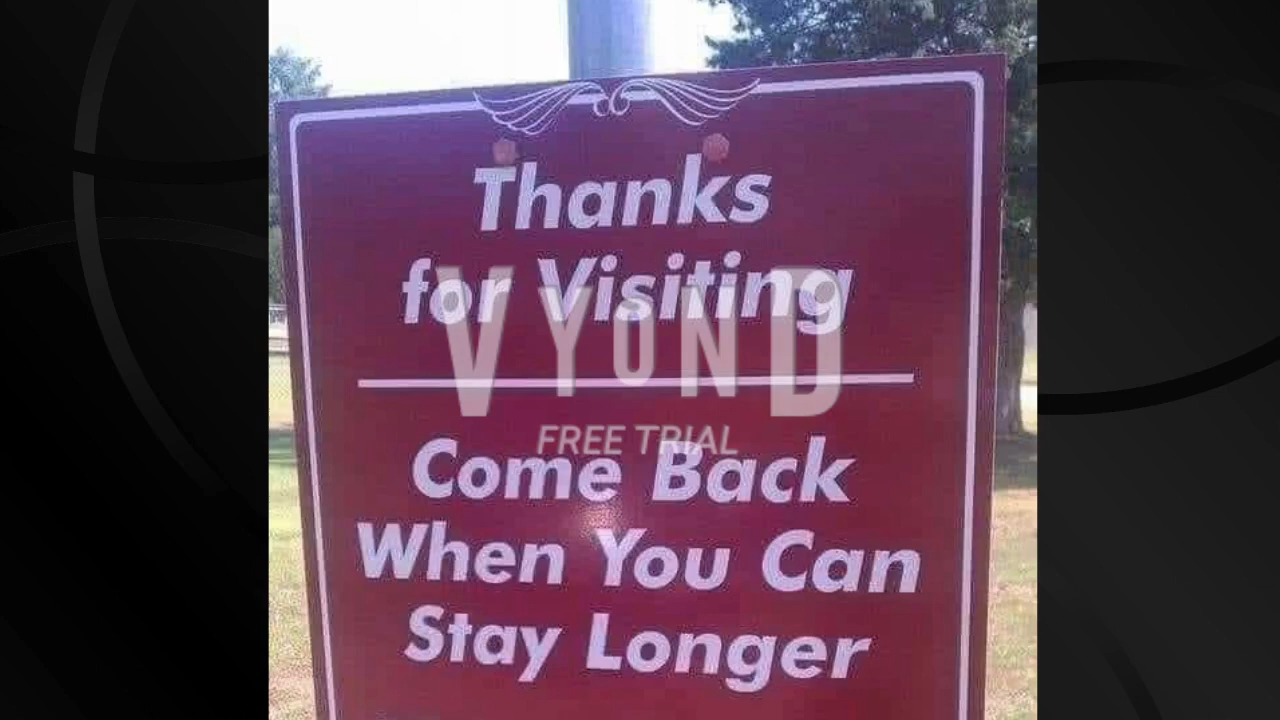 Thanks
for Visiting
VYOND
FREE TRIAL
Come Back
When You Can
Stay Longer